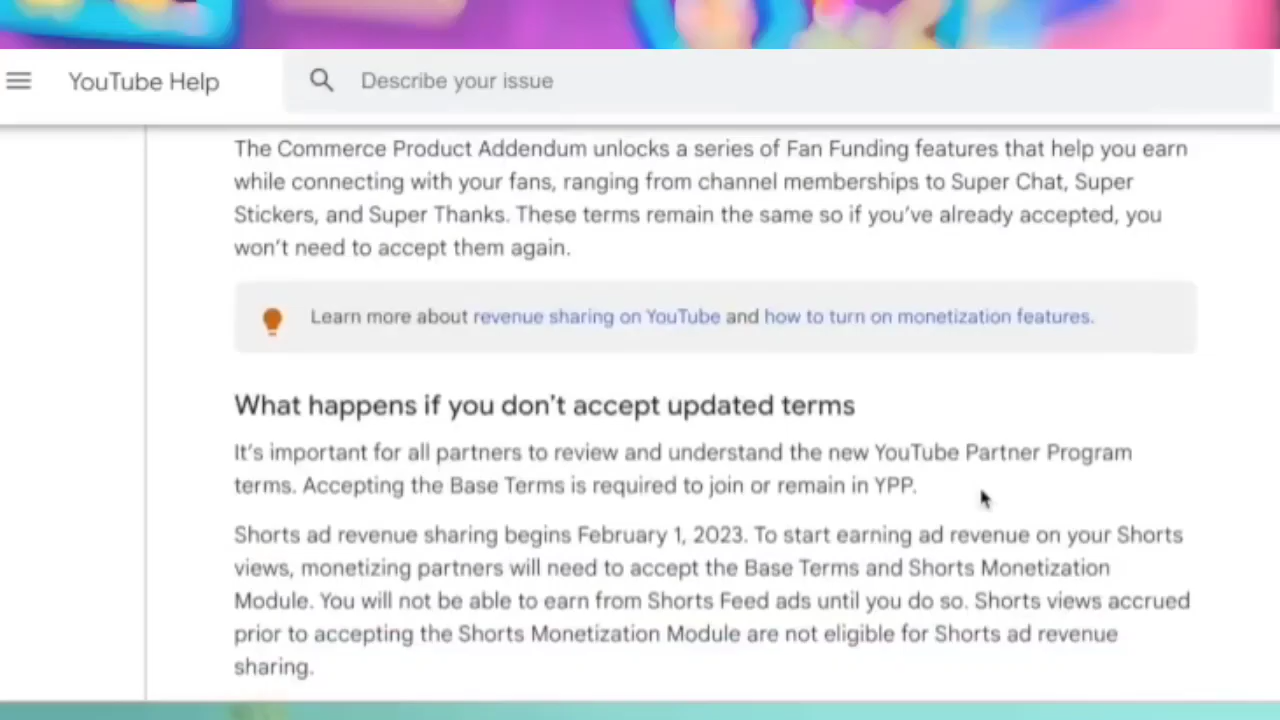 YouTube Help
Describe your issue
The Commerce Product Addendum unlocks a series of Fan Funding features that help you earn
while connecting with your fans, ranging from channel memberships to Super Chat, Super
Stickers, and Super Thanks. These terms remain the same so if you’ve already accepted, you
won’t need to accept them again.
Learn more about revenue sharing on YouTube and how to turn on monetization features.
What happens if you don’t accept updated terms
It’s important for all partners to review and understand the new YouTube Partner Program
terms. Accepting the Base Terms is required to join or remain in YPP.
Shorts ad revenue sharing begins February 1, 2023. To start earning ad revenue on your Shorts
views, monetizing partners will need to accept the Base Terms and Shorts Monetization
Module. You will not be able to earn from Shorts Feed ads until you do so. Shorts views accrued
prior to accepting the Shorts Monetization Module are not eligible for Shorts ad revenue
sharing.